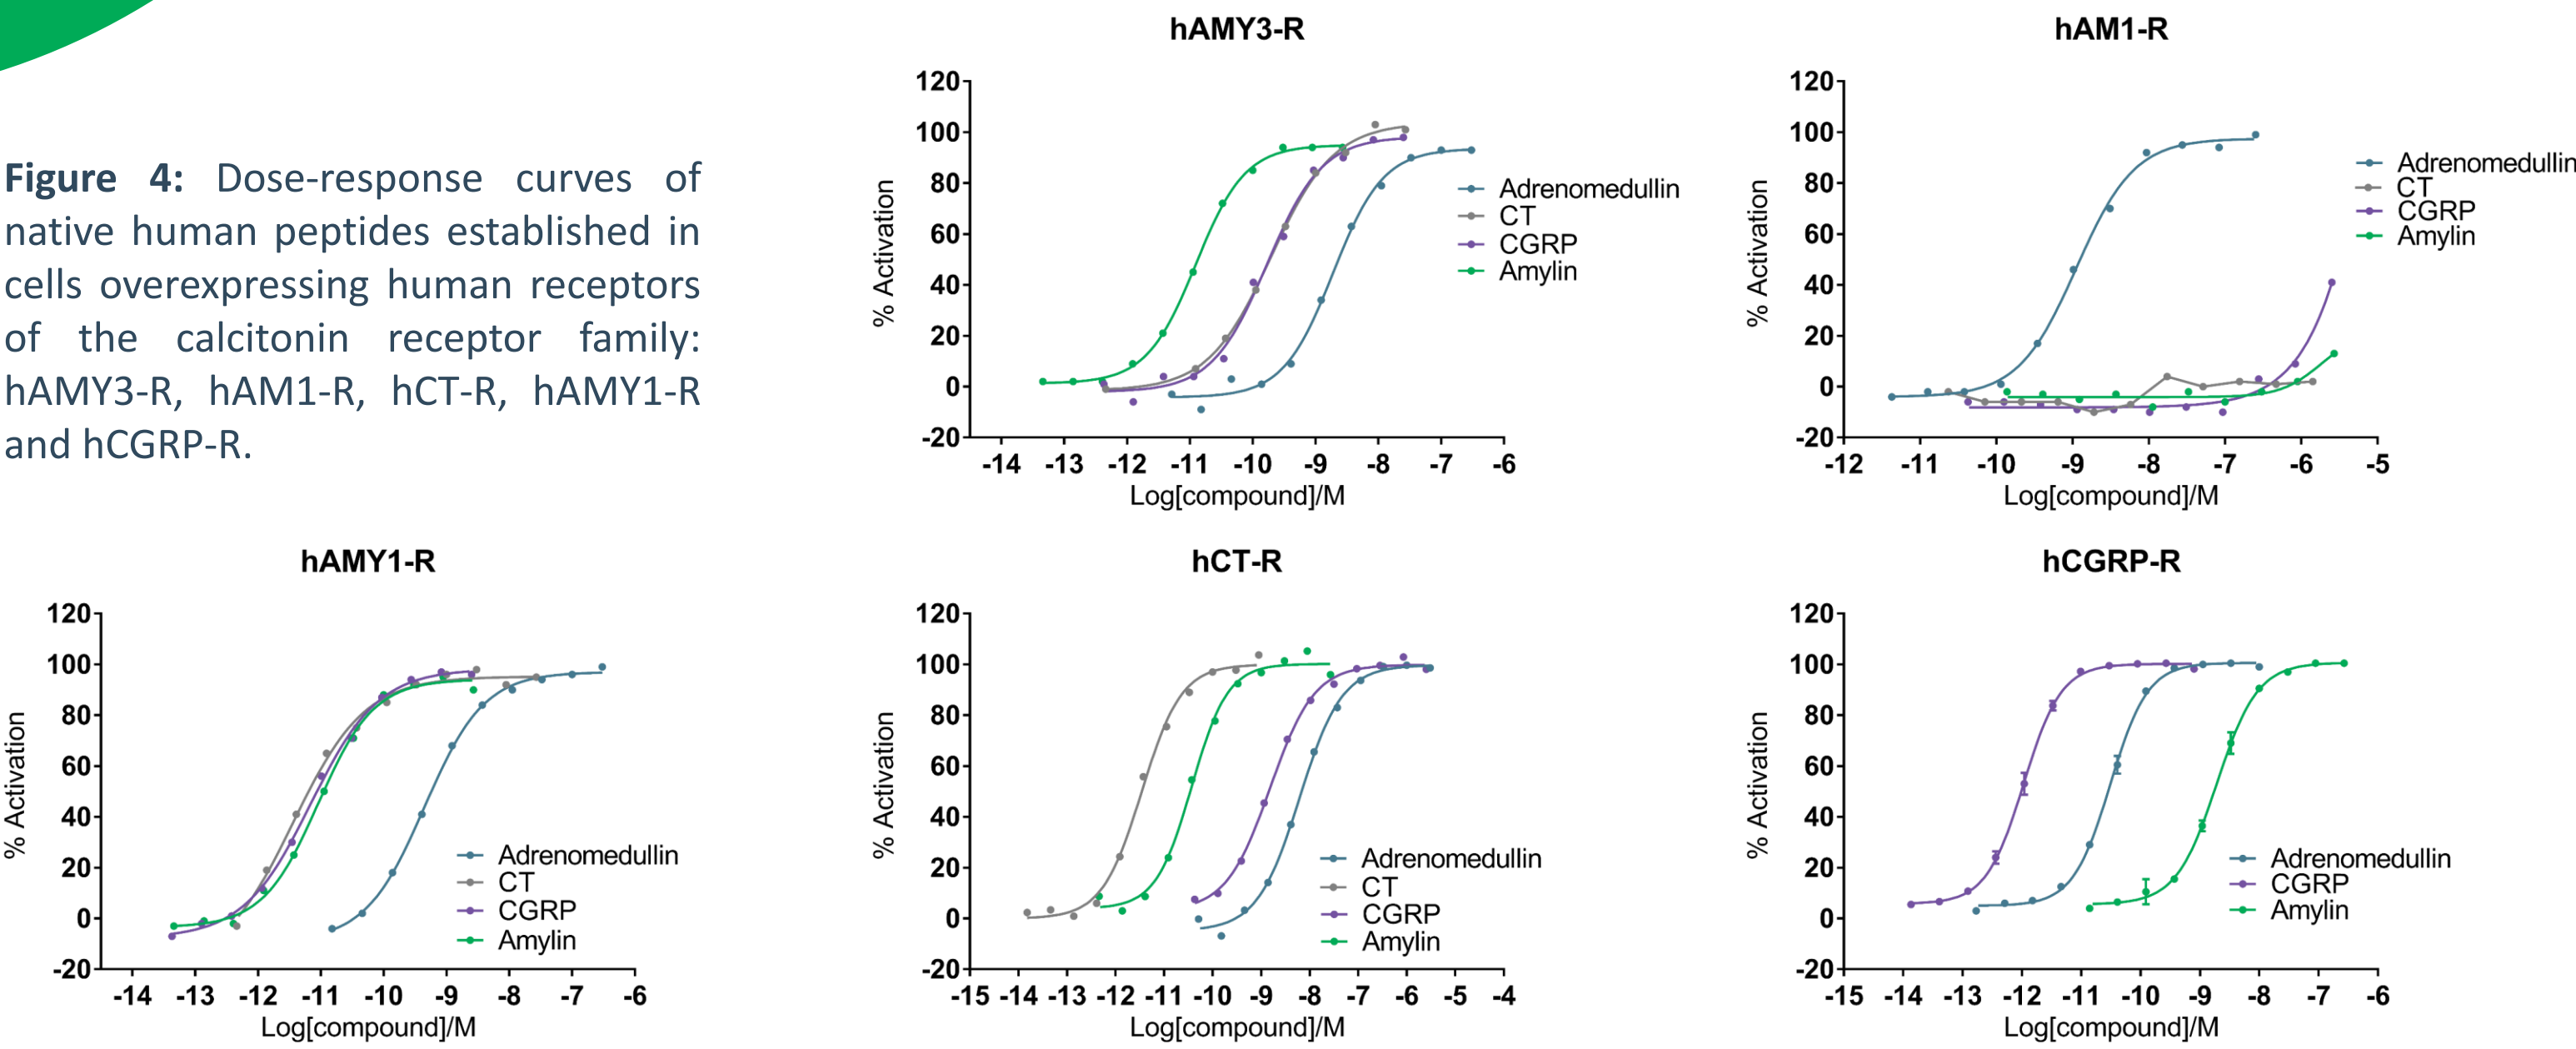 Figure 4: Dose-response curves of
native human peptides established in
cells overexpressing human receptors
of the calcitonin receptor family:
hAMY3-R, hAM1-R, hCT-R, hAMY1-R
and hCGRP-R.
hAMY3-R
% Activation
120
100
80
60
40
20
0
-20
-14 -13 -12 -11 -10 -9 -8 -7 -6
Log[compound]/M
Adrenomedullin
CT
CGRP
Amylin
hAM1-R
% Activation
120
100
80
60
40
20
0
-20
-12 -11 -10 -9 -8 -7 -6 -5
Log[compound]/M
Adrenomedullin
CT
CGRP
Amylin
hAMY1-R
% Activation
120
100
80
60
40
20
0
-20
-14 -13 -12 -11 -10 -9 -8 -7 -6
Log[compound]/M
Adrenomedullin
CT
CGRP
Amylin
hCT-R
% Activation
120
100
80
60
40
20
0
-20
-15 -14 -13 -12 -11 -10 -9 -8 -7 -6 -5 -4
Log[compound]/M
Adrenomedullin
CT
CGRP
Amylin
hCGRP-R
% Activation
120
100
80
60
40
20
0
-20
-15 -14 -13 -12 -11 -10 -9 -8 -7 -6
Log[compound]/M
Adrenomedullin
CGRP
Amylin